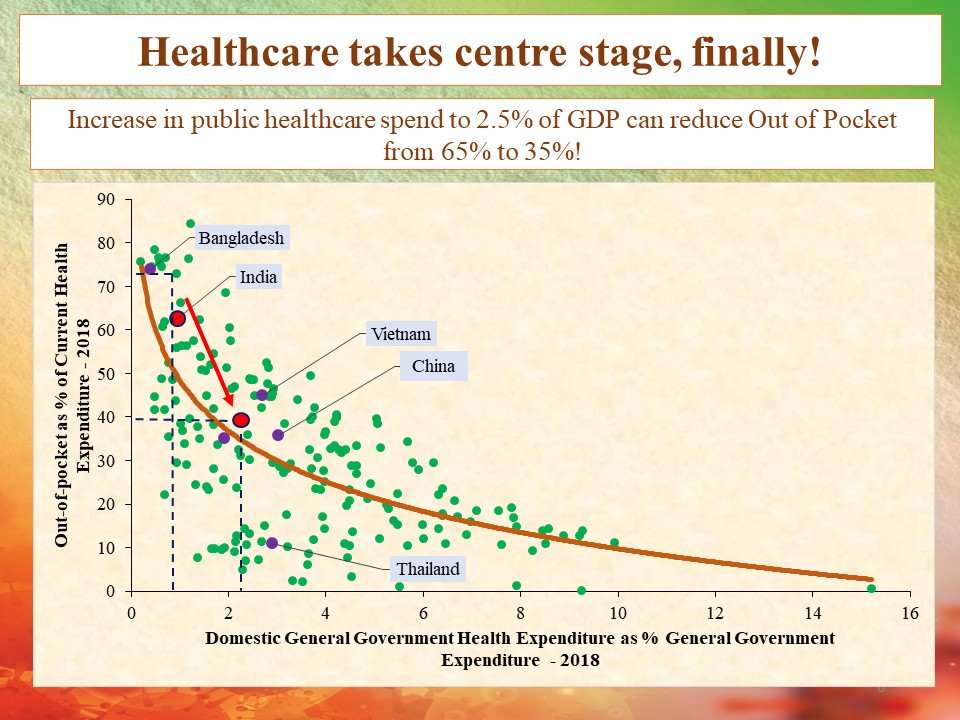 Healthcare takes centre stage, finally!
Increase in public healthcare spend to 2.5% of GDP can reduce Out of Pocket
from 65% to 35%!
Out-of-pocket as % of Current Health
Expenditure - 2018
90
80
70
60
50
40
30
20
10
0
Bangladesh
India
Vietnam
China
Thailand
0 2 4 6 8 10 12 14 16
Domestic General Government Health Expenditure as % General Government
Expenditure - 2018